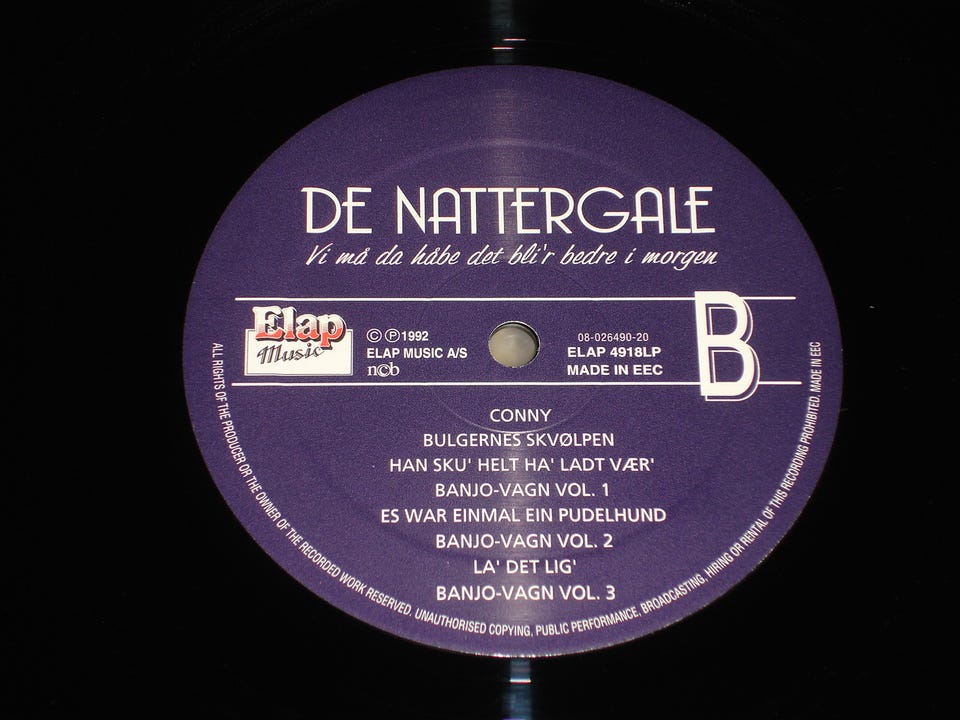 DE NATTERGALE
Vi må da håbe det bli'r bedre i morgen
Elap
Music
© ℗ 1992
ELAP MUSIC A/S
ncb
08-026490-20
ELAP 4918LP
MADE IN EEC
B
CONNY
BULGERNES SKVØLPEN
HAN SKU' HELT HA' LADT VÆR'
BANJO-VAGN VOL. 1
ES WAR EINMAL EIN PUDELHUND
BANJO-VAGN VOL. 2
LA' DET LIG'
BANJO-VAGN VOL. 3
ALL RIGHTS OF THE PRODUCER OR THE OWNER OF THE RECORDED WORK RESERVED. UNAUTHORISED COPYING, PUBLIC PERFORMANCE, BROADCASTING, HIRING OR RENTAL OF THIS RECORDING PROHIBITED. MADE IN EEC